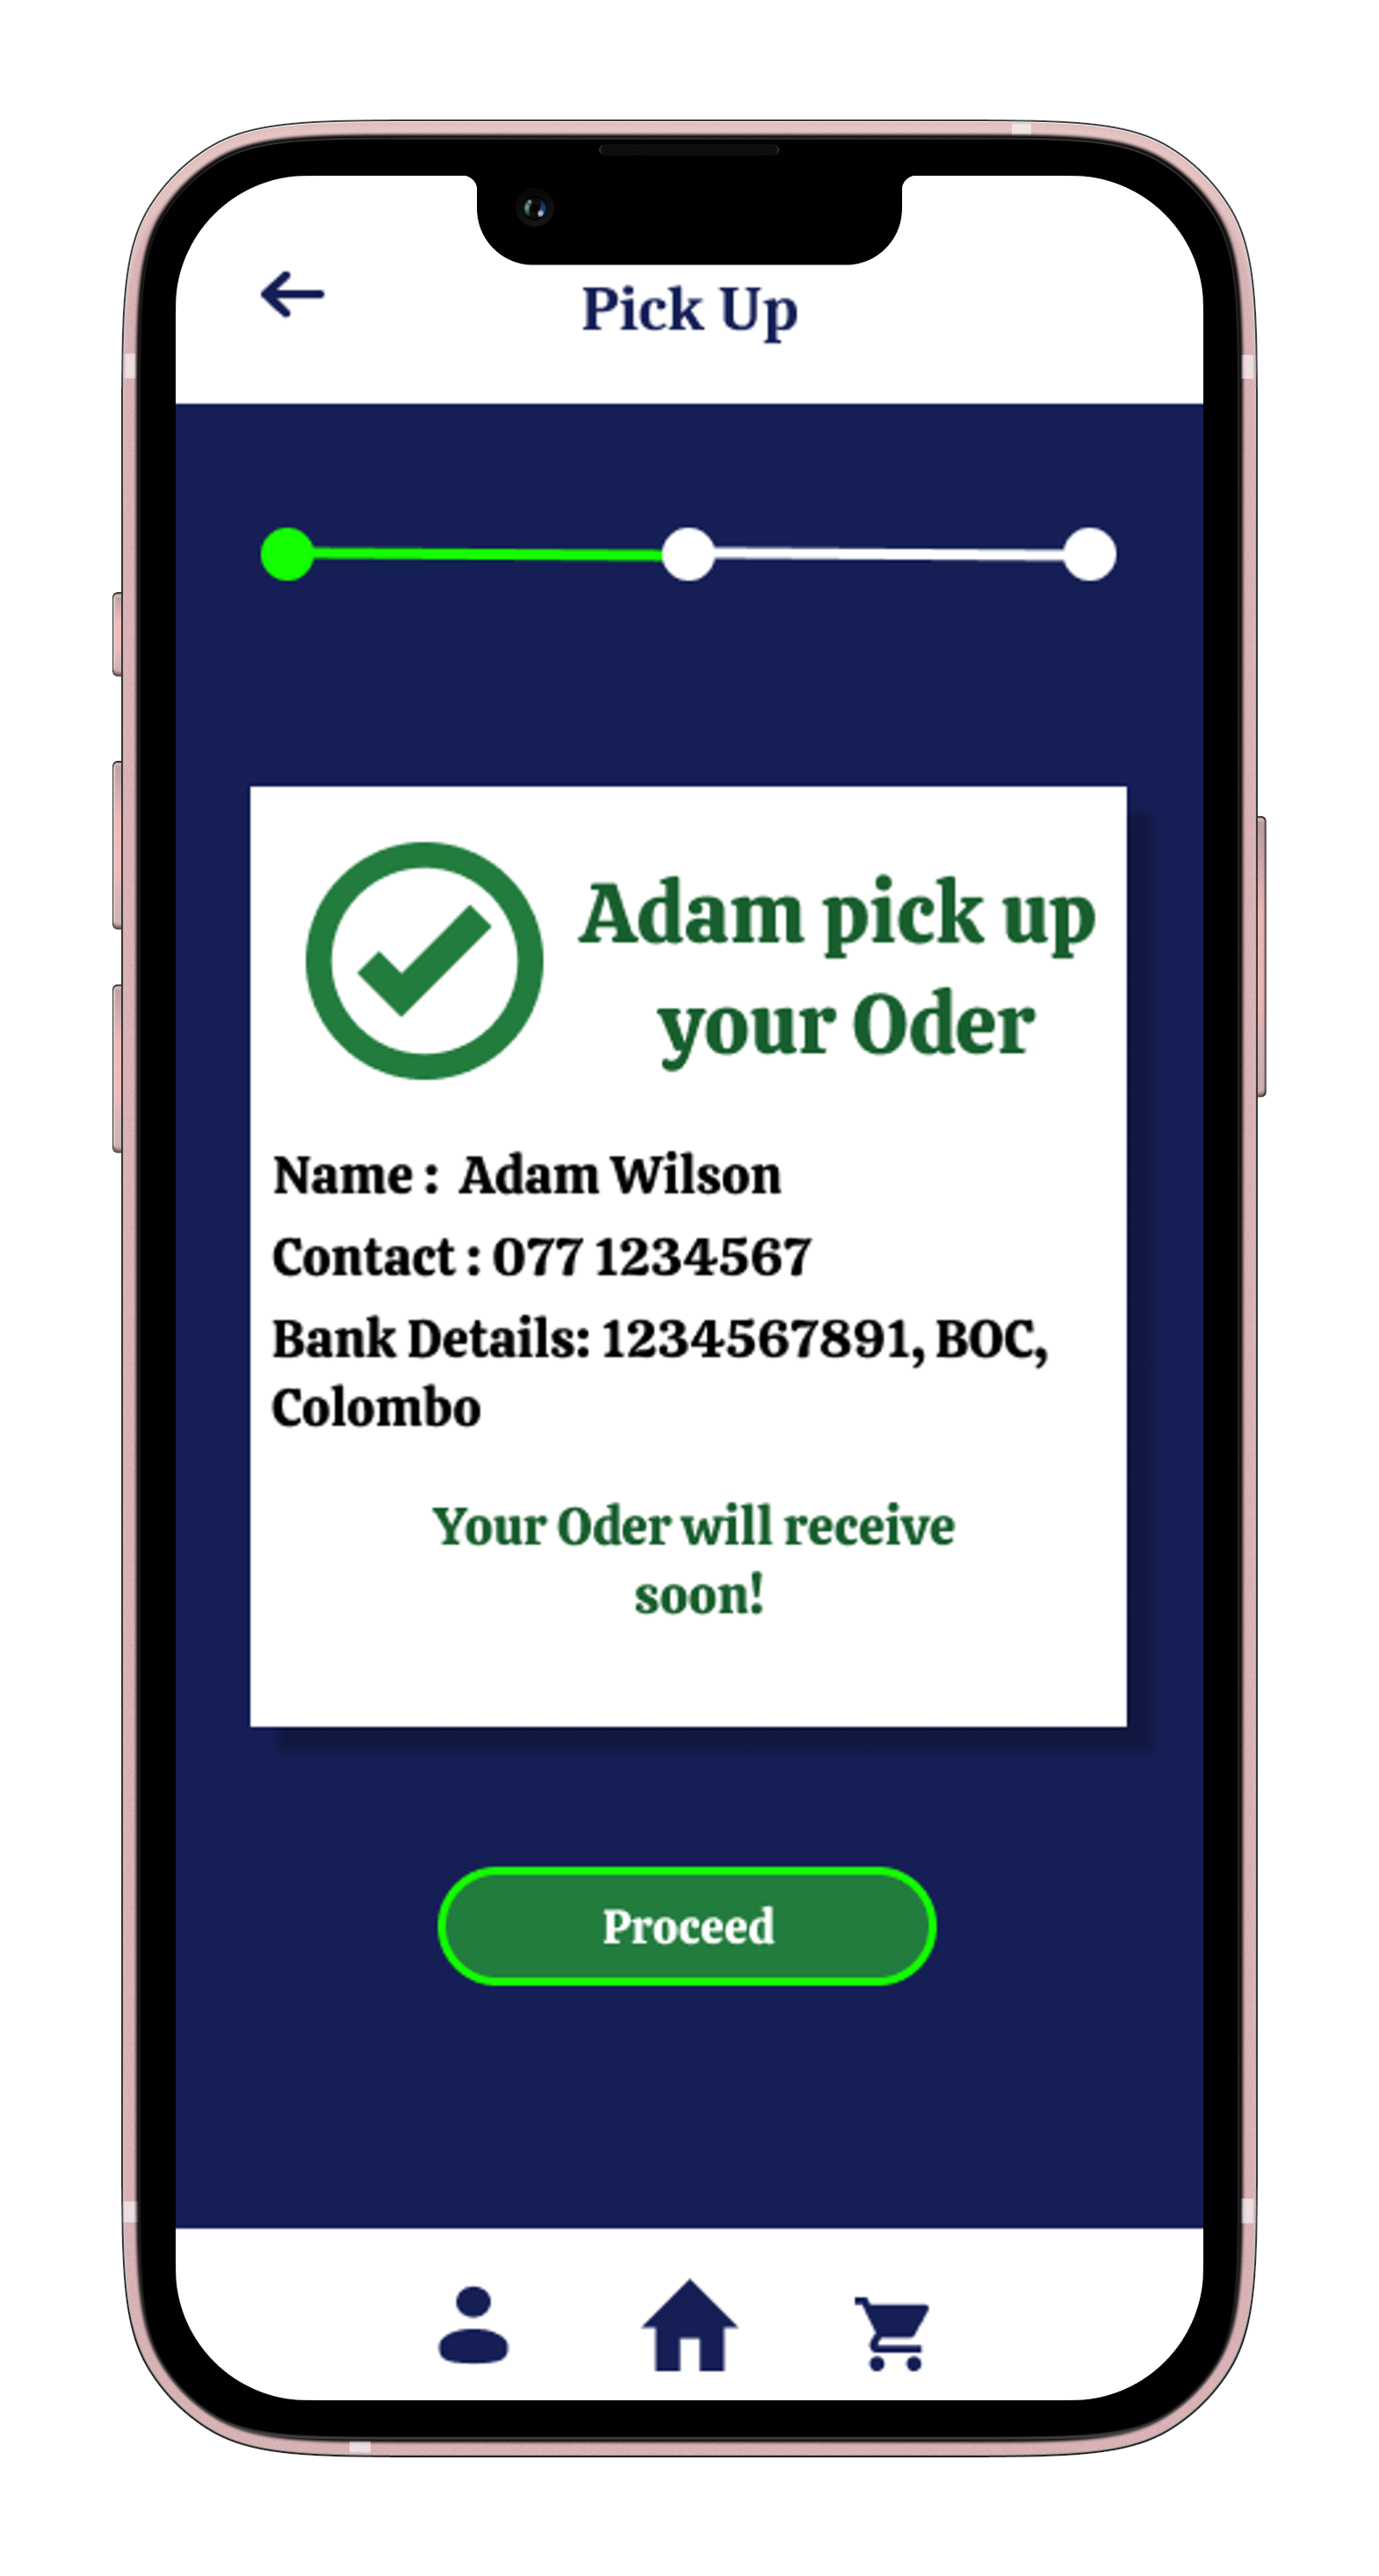 Pick Up
Adam pick up
your Oder
Name :  Adam Wilson
Contact : 077 1234567
Bank Details: 1234567891, BOC,
Colombo
Your Oder will receive
soon!
Proceed